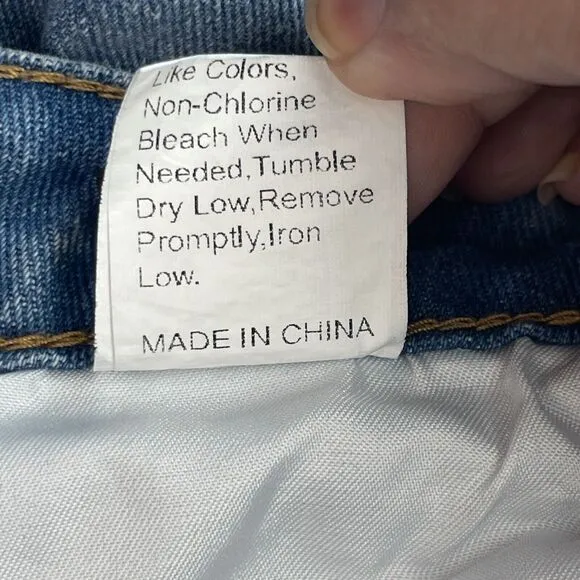 Like Colors,
Non-Chlorine
Bleach When
Needed,Tumble
Dry Low,Remove
Promptly,Iron
Low.
MADE IN CHINA